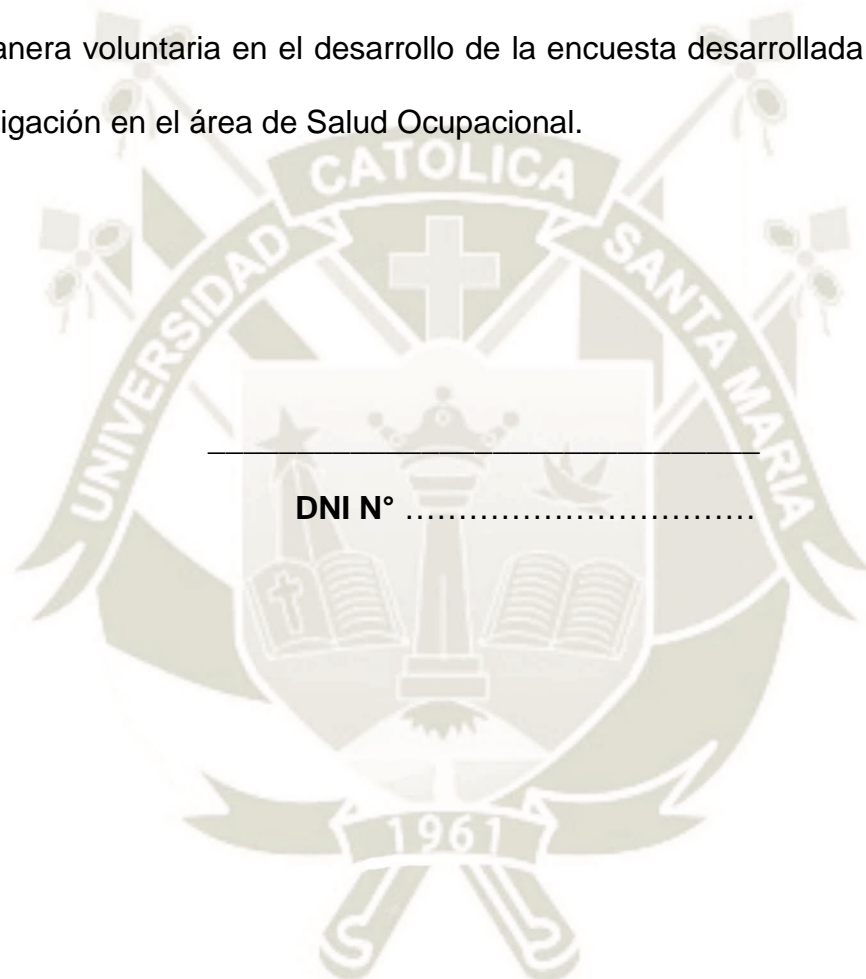 anera voluntaria en el desarrollo de la encuesta desarrollada
igación en el área de Salud Ocupacional.
UNIVERSIDAD CATOLICA SANTA MARIA
DNI N° ……………………………
1961